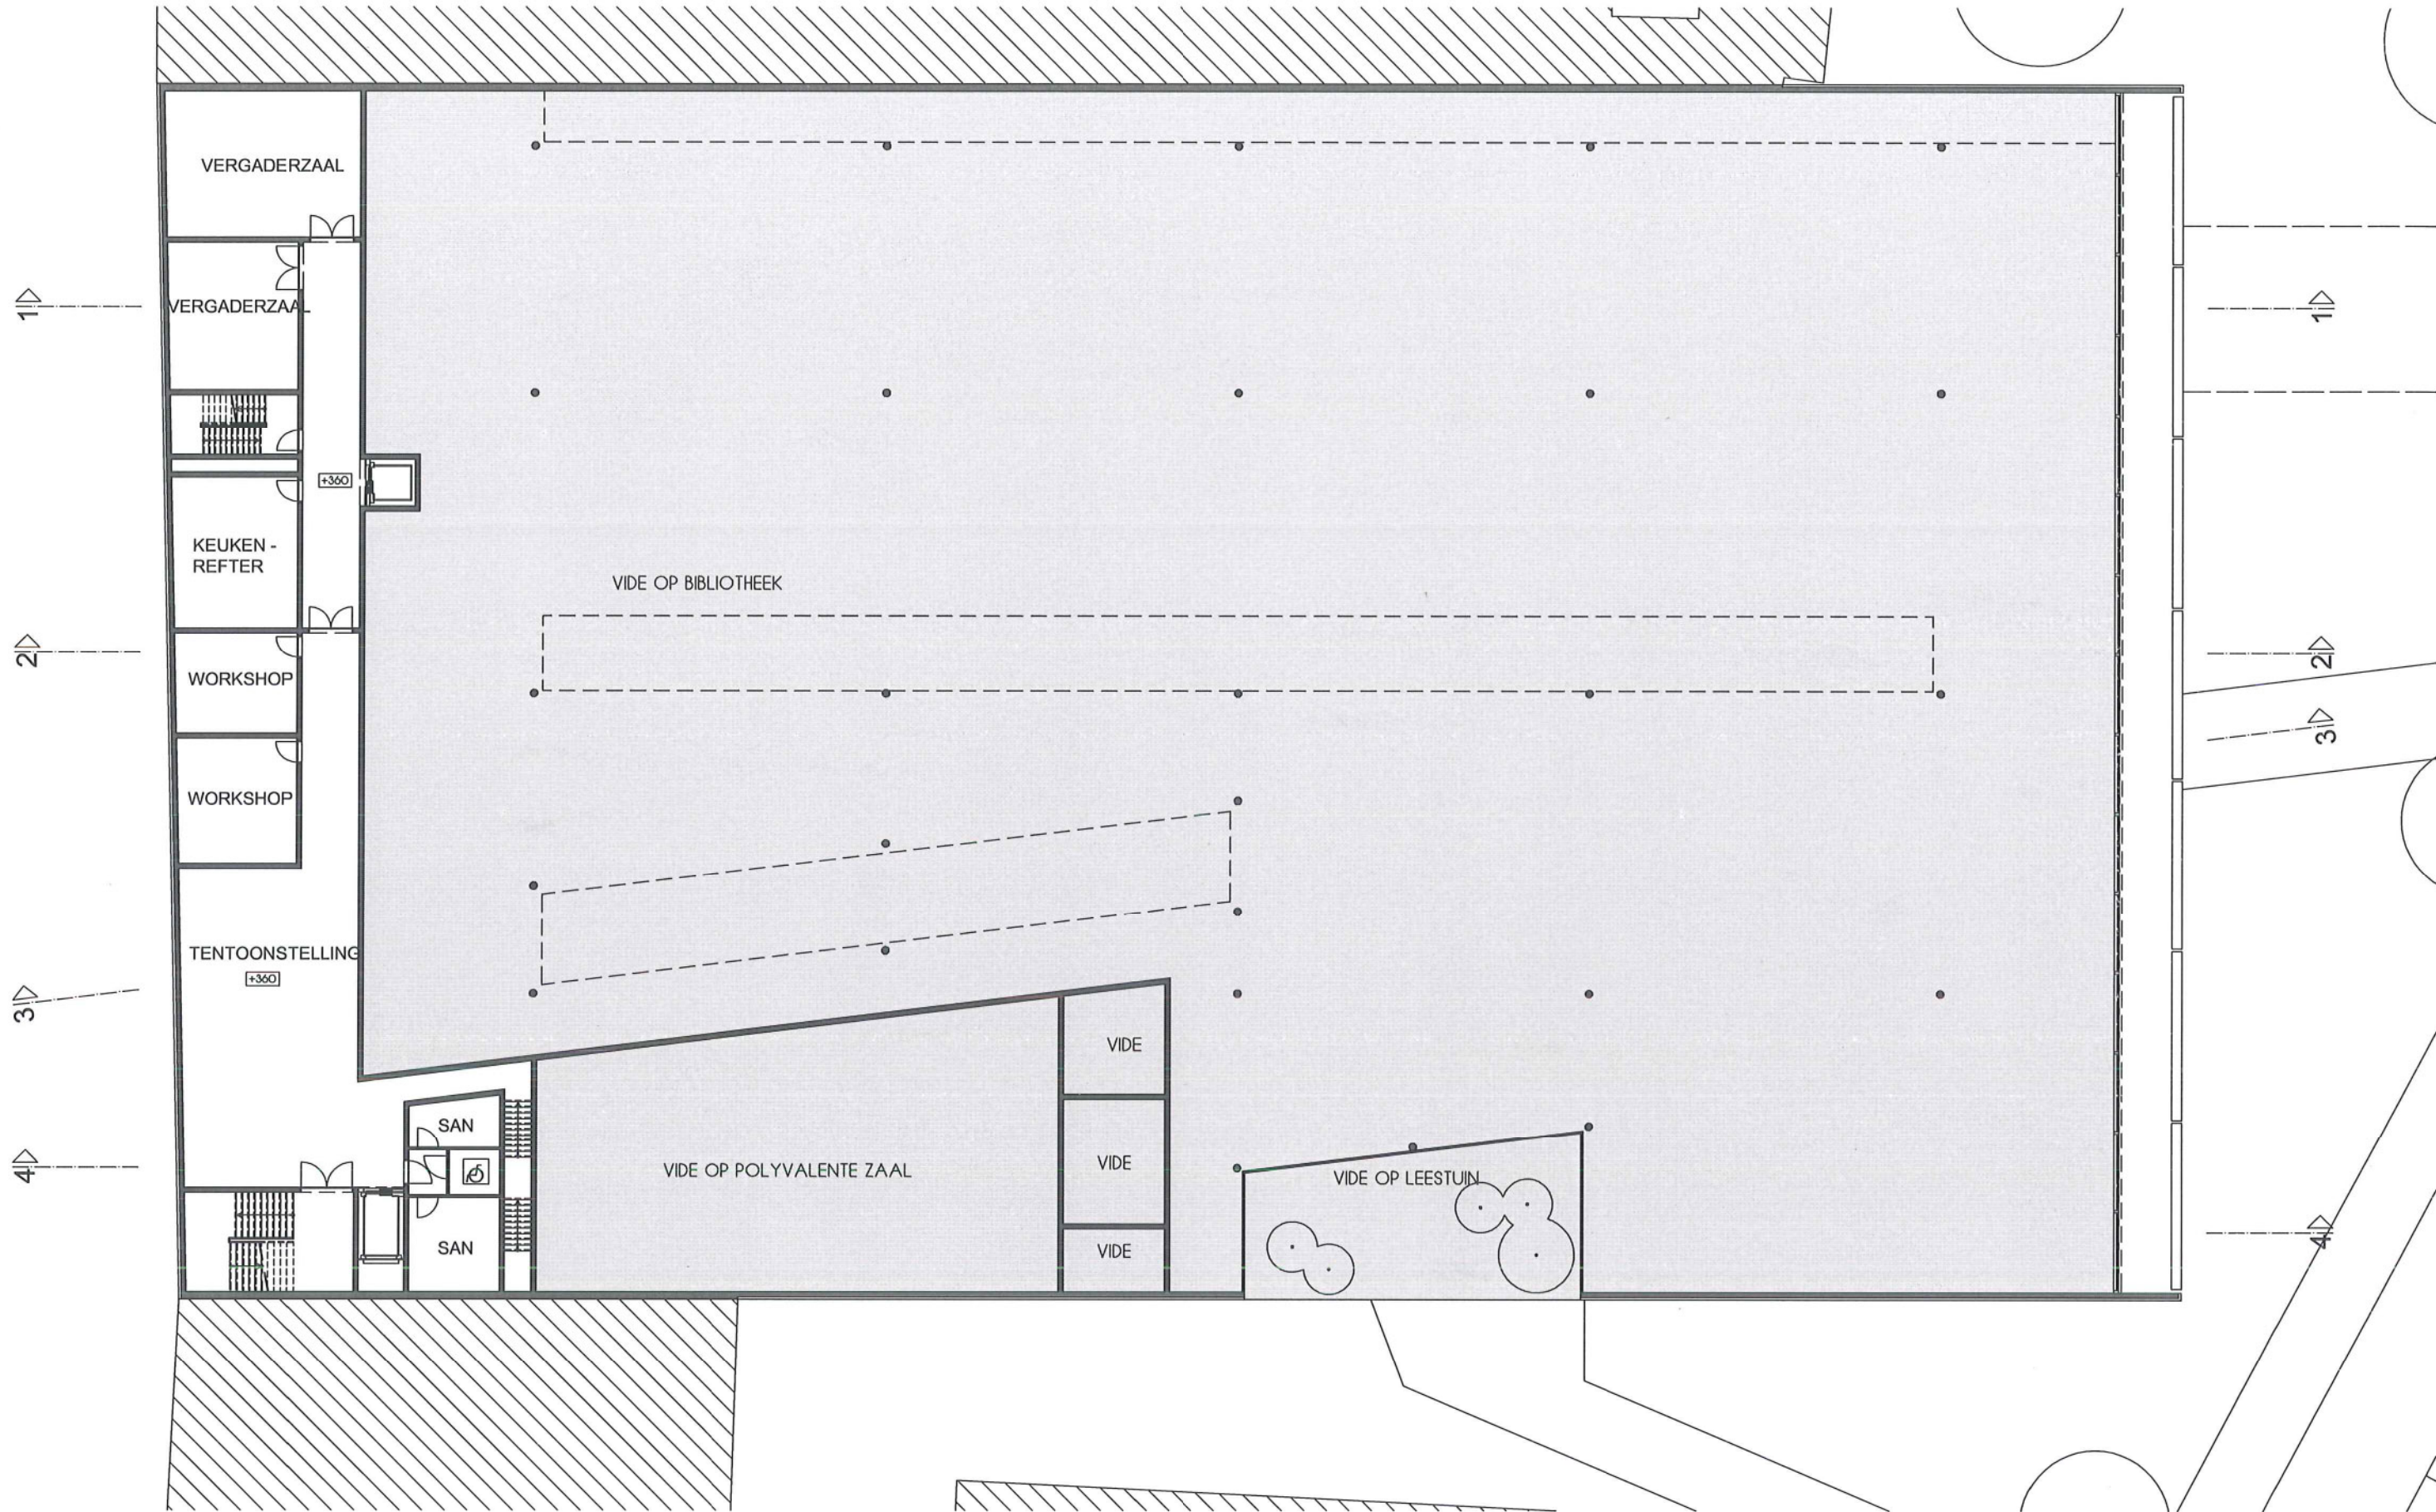 VERGADERZAAL
VERGADERZAAL
1
1
+360
KEUKEN -
REFTER
VIDE OP BIBLIOTHEEK
2
2
WORKSHOP
3
WORKSHOP
TENTOONSTELLING
+360
3
VIDE
SAN
4
VIDE OP POLYVALENTE ZAAL
VIDE
VIDE OP LEESTUIN
4
SAN
VIDE